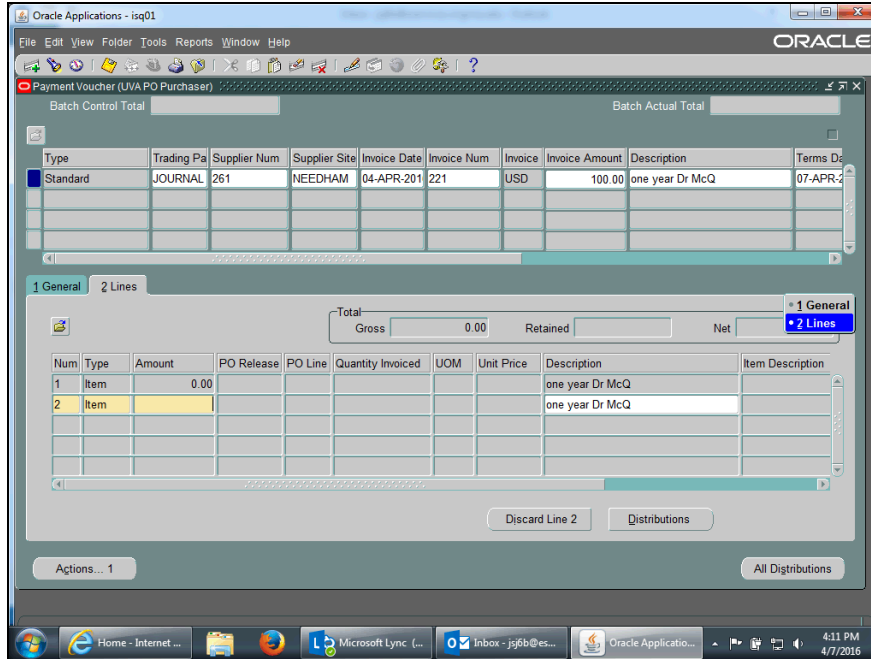 Oracle Applications - isq01
File Edit View Folder Tools Reports Window Help
ORACLE
Payment Voucher (UVA PO Purchaser)
Batch Control Total
Batch Actual Total
Type Trading Pa Supplier Num Supplier Site Invoice Date Invoice Num Invoice Invoice Amount Description Terms Da
Standard JOURNAL 261 NEEDHAM 04-APR-201 221 USD 100.00 one year Dr McQ 07-APR-2
1 General 2 Lines
1 General
2 Lines
Total
Gross 0.00 Retained Net
Num Type Amount PO Release PO Line Quantity Invoiced UOM Unit Price Description Item Description
1 Item 0.00 one year Dr McQ
2 Item one year Dr McQ
Discard Line 2 Distributions
Actions... 1 All Distributions
Home - Internet ... Microsoft Lync (... Inbox - jsj6b@es... Oracle Applicatio... 4:11 PM
4/7/2016